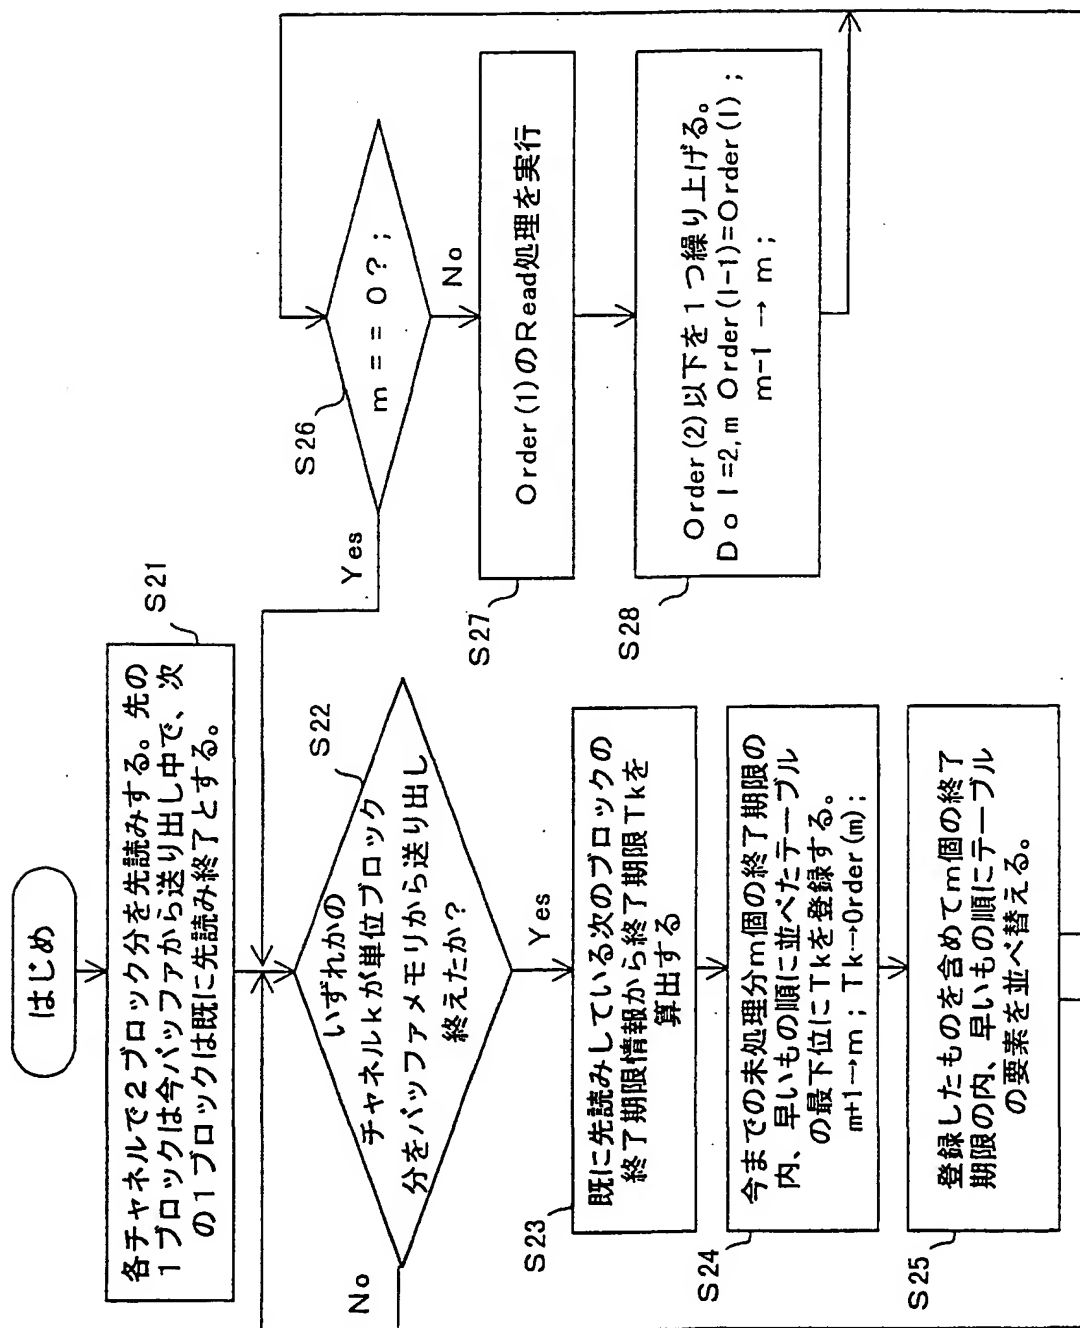 はじめ
S21
各チャネルで2ブロック分を先読みする。先の
1ブロックは今バッファから送り出し中で、次
の1ブロックは既に先読み終了とする。
S22
いずれかの
チャネルkが単位ブロック
分をバッファメモリから送り出し
終えたか?
No
Yes
S23
既に先読みしている次のブロックの
終了期限情報から終了期限Tkを
算出する
S24
今までの未処理分m個の終了期限の
内、早いもの順に並べたテーブル
の最下位にTkを登録する。
m+1→m; Tk→Order(m);
S25
登録したものを含めてm個の終了
期限の内、早いもの順にテーブル
の要素を並べ替える。
S26
m==0?;
Yes
No
S27
Order(1)のRead処理を実行
S28
Order(2)以下を1つ繰り上げる。
Do l=2,m Order(l-1)=Order(l);
m-1→m;